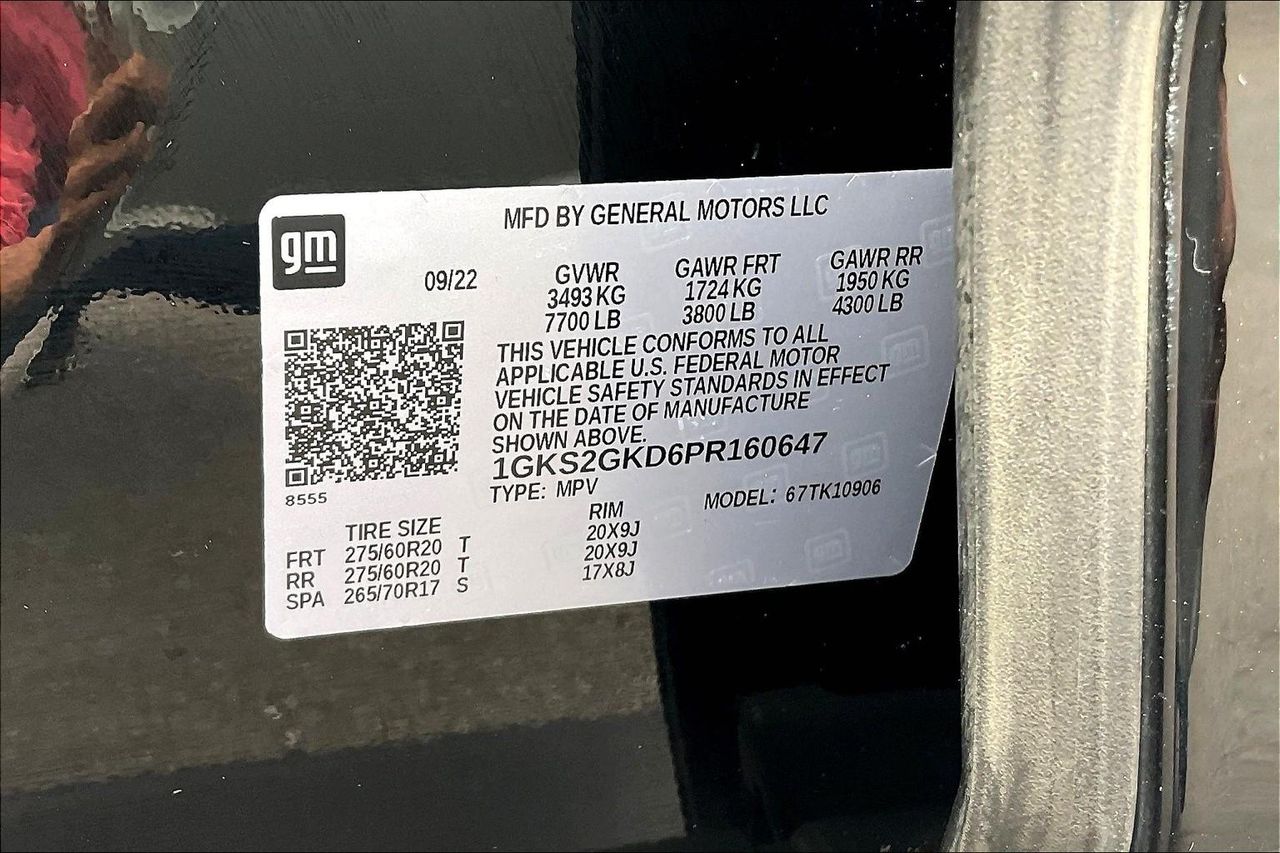 gm
MFD BY GENERAL MOTORS LLC
09/22
GVWR GAWR FRT GAWR RR
3493 KG 1724 KG 1950 KG
7700 LB 3800 LB 4300 LB
THIS VEHICLE CONFORMS TO ALL
APPLICABLE U.S. FEDERAL MOTOR
VEHICLE SAFETY STANDARDS IN EFFECT
ON THE DATE OF MANUFACTURE
SHOWN ABOVE.
1GKS2GKD6PR160647
8555
TYPE: MPV MODEL: 67TK10906
TIRE SIZE RIM
FRT 275/60R20 T 20X9J
RR 275/60R20 T 20X9J
SPA 265/70R17 S 17X8J